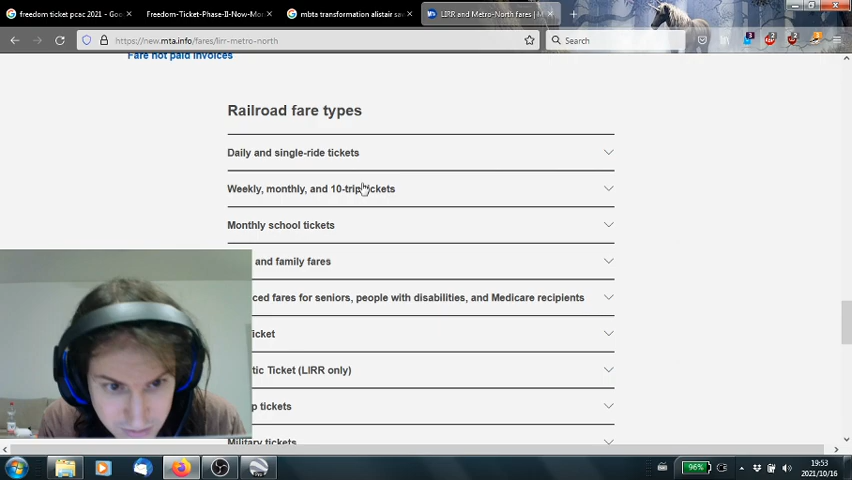 freedom ticket pcac 2021 - Goo
Freedom-Ticket-Phase-II-Now-Mor
mbta transformation alistair sav
LIRR and Metro-North fares | M
https://new.mta.info/fares/lirr-metro-north
Search
Fare not paid invoices
Railroad fare types
Daily and single-ride tickets
Weekly, monthly, and 10-trip tickets
Monthly school tickets
and family fares
ced fares for seniors, people with disabilities, and Medicare recipients
icket
tic Ticket (LIRR only)
p tickets
Military tickets
96%
19:53
2021/10/16